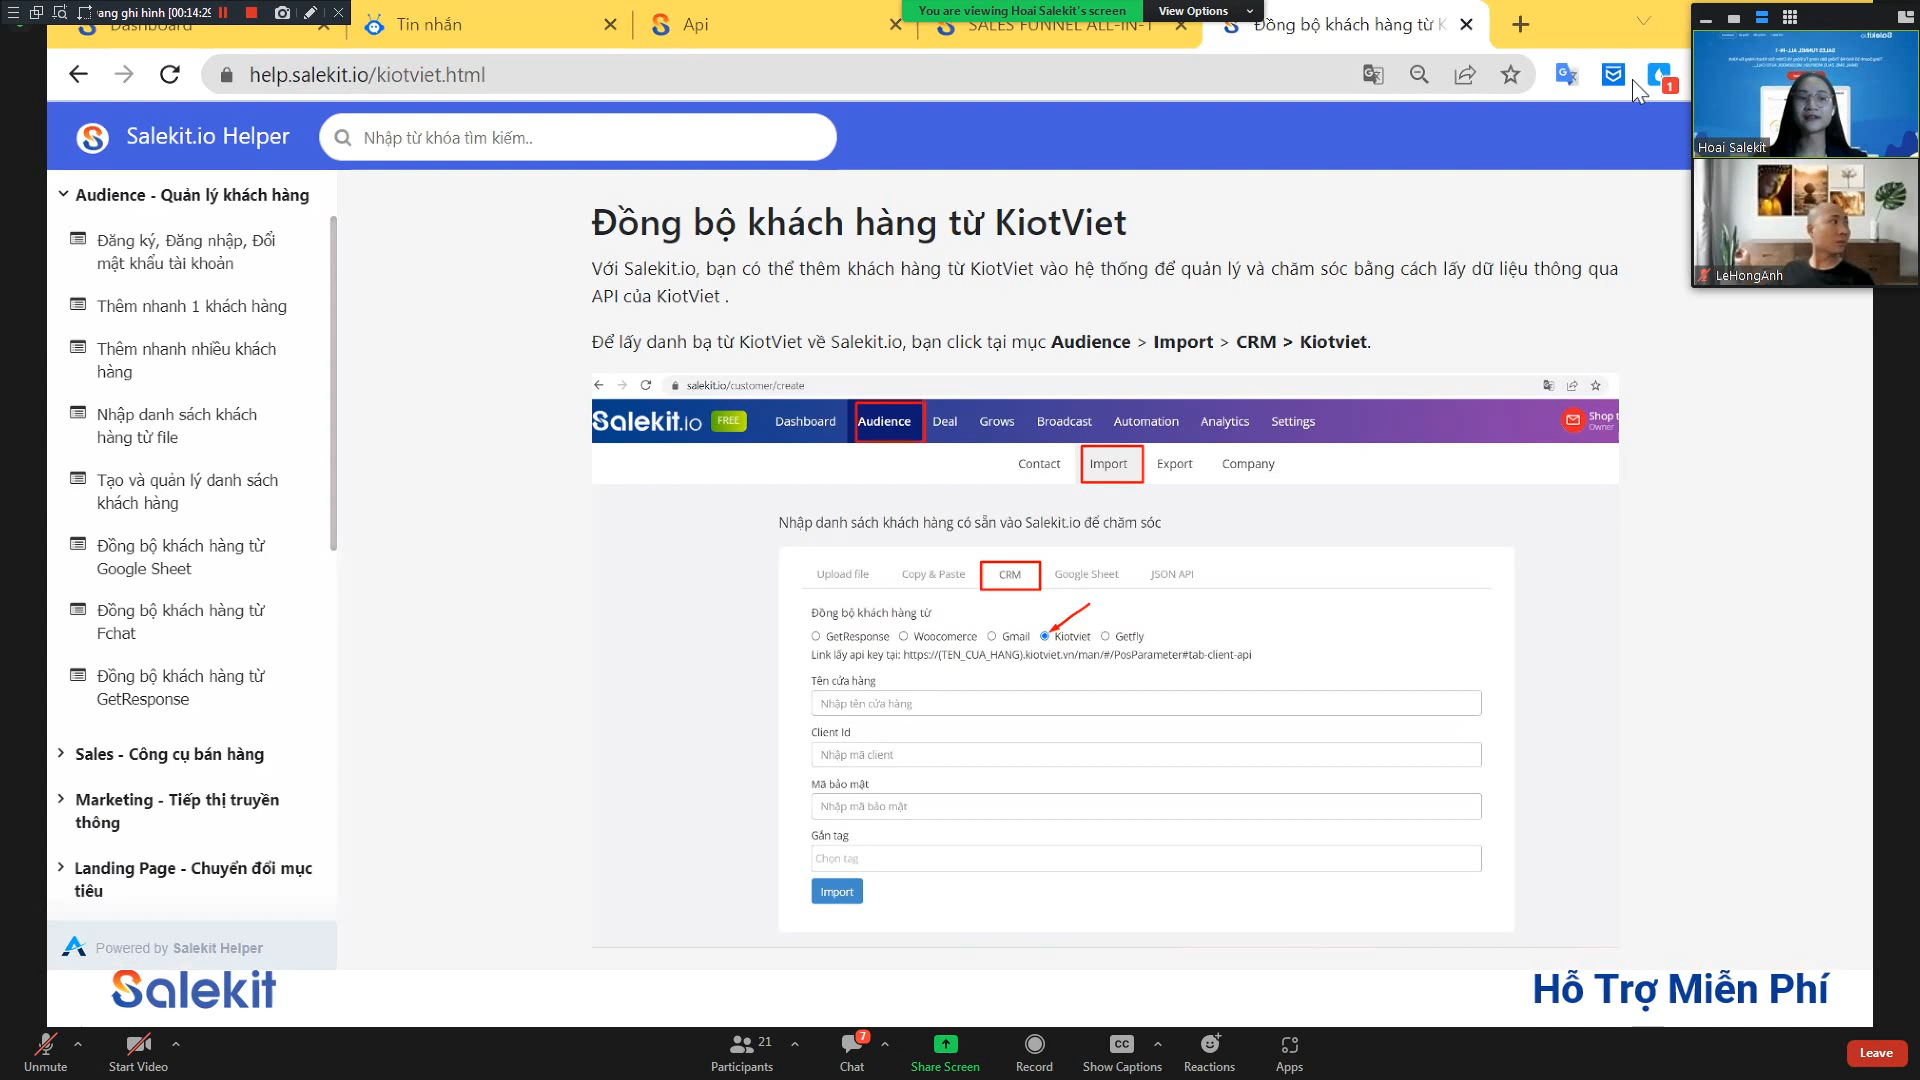 ang ghi hình [00:14:29
You are viewing Hoai Salekit's screen
View Options
Dashboard
Tin nhắn
Api
SALES FUNNEL ALL-IN-1
Đồng bộ khách hàng từ K
help.salekit.io/kiotviet.html
1
Salekit.io Helper
Nhập từ khóa tìm kiếm..
Hoai Salekit
LeHongAnh
Audience - Quản lý khách hàng
Đăng ký, Đăng nhập, Đổi
mật khẩu tài khoản
Thêm nhanh 1 khách hàng
Thêm nhanh nhiều khách
hàng
Nhập danh sách khách
hàng từ file
Tạo và quản lý danh sách
khách hàng
Đồng bộ khách hàng từ
Google Sheet
Đồng bộ khách hàng từ
Fchat
Đồng bộ khách hàng từ
GetResponse
Sales - Công cụ bán hàng
Marketing - Tiếp thị truyền
thông
Landing Page - Chuyển đổi mục
tiêu
Powered by Salekit Helper
Đồng bộ khách hàng từ KiotViet
Với Salekit.io, bạn có thể thêm khách hàng từ KiotViet vào hệ thống để quản lý và chăm sóc bằng cách lấy dữ liệu thông qua
API của KiotViet .
Để lấy danh bạ từ KiotViet về Salekit.io, bạn click tại mục Audience > Import > CRM > Kiotviet.
salekit.io/customer/create
Salekit.io FREE Dashboard Audience Deal Grows Broadcast Automation Analytics Settings Shop t
Owner
Contact Import Export Company
Nhập danh sách khách hàng có sẵn vào Salekit.io để chăm sóc
Upload file Copy & Paste CRM Google Sheet JSON API
Đồng bộ khách hàng từ
GetResponse Woocomerce Gmail Kiotviet Getfly
Link lấy api key tại: https://(TEN_CUA_HANG).kiotviet.vn/man/#/PosParameter#tab-client-api
Tên cửa hàng
Nhập tên cửa hàng
Client Id
Nhập mã client
Mã bảo mật
Nhập mã bảo mật
Gắn tag
Chọn tag
Import
Salekit
Hỗ Trợ Miễn Phí
Unmute
Start Video
21
Participants
7
Chat
Share Screen
Record
CC
Show Captions
Reactions
Apps
Leave